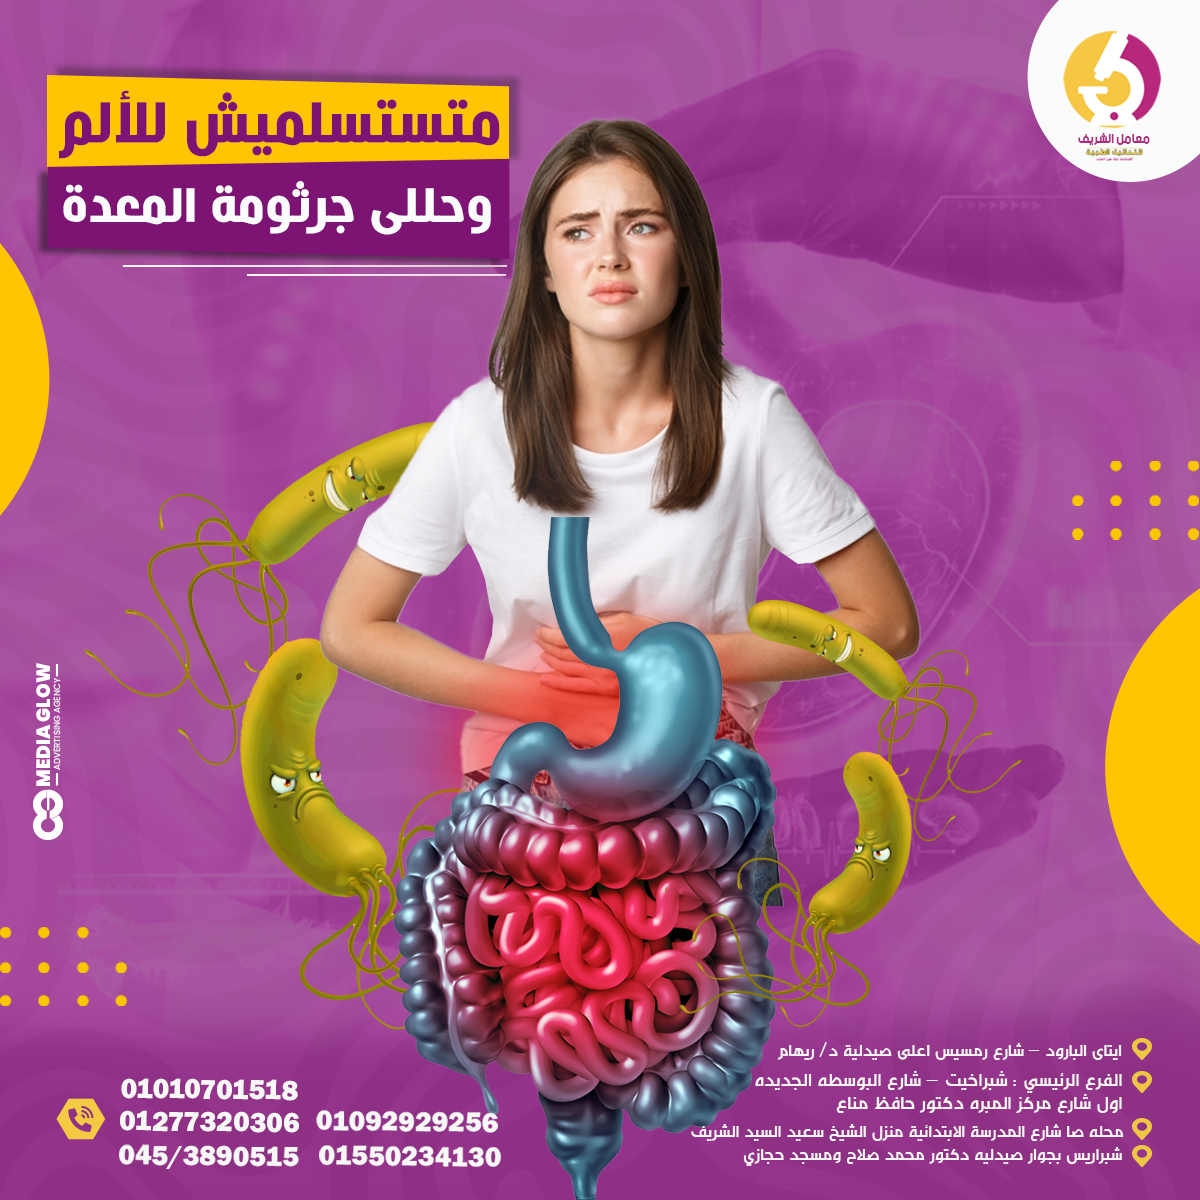 متستسلميش للألم
وحللى جرثومة المعدة
معامل الشريف
للتحاليل الطبية
MEDIA GLOW
ADVERTISING AGENCY
ايتاى البارود – شارع رمسيس اعلى صيدلية د/ ريهام
الفرع الرئيسي : شبراخيت – شارع البوسطه الجديده
اول شارع مركز المبره دكتور حافظ مناع
محله صا شارع المدرسة الابتدائية منزل الشيخ سعيد السيد الشريف
شبراريس بجوار صيدليه دكتور محمد صلاح ومسجد حجازي
01010701518
01277320306 01092929256
045/3890515 01550234130